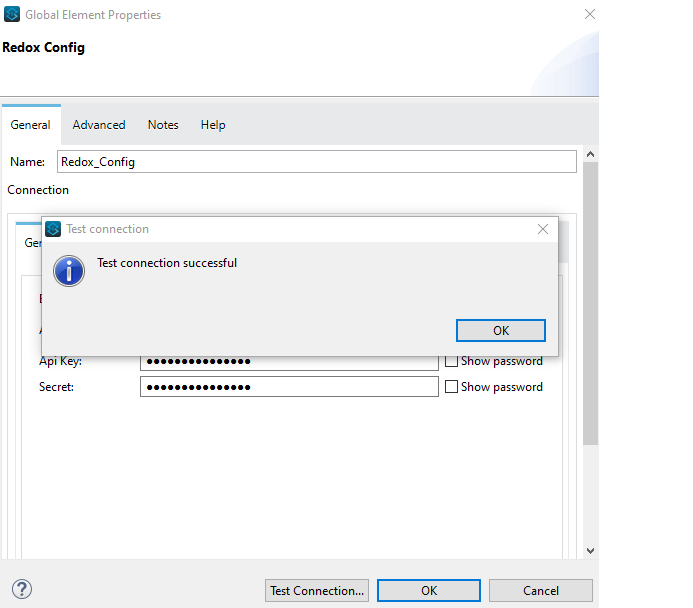 Global Element Properties
Redox Config
General Advanced Notes Help
Name: Redox_Config
Connection
Test connection
Test connection successful
OK
Api Key: ●●●●●●●●●●●●●●● Show password
Secret: ●●●●●●●●●●●●●●● Show password
Test Connection... OK Cancel